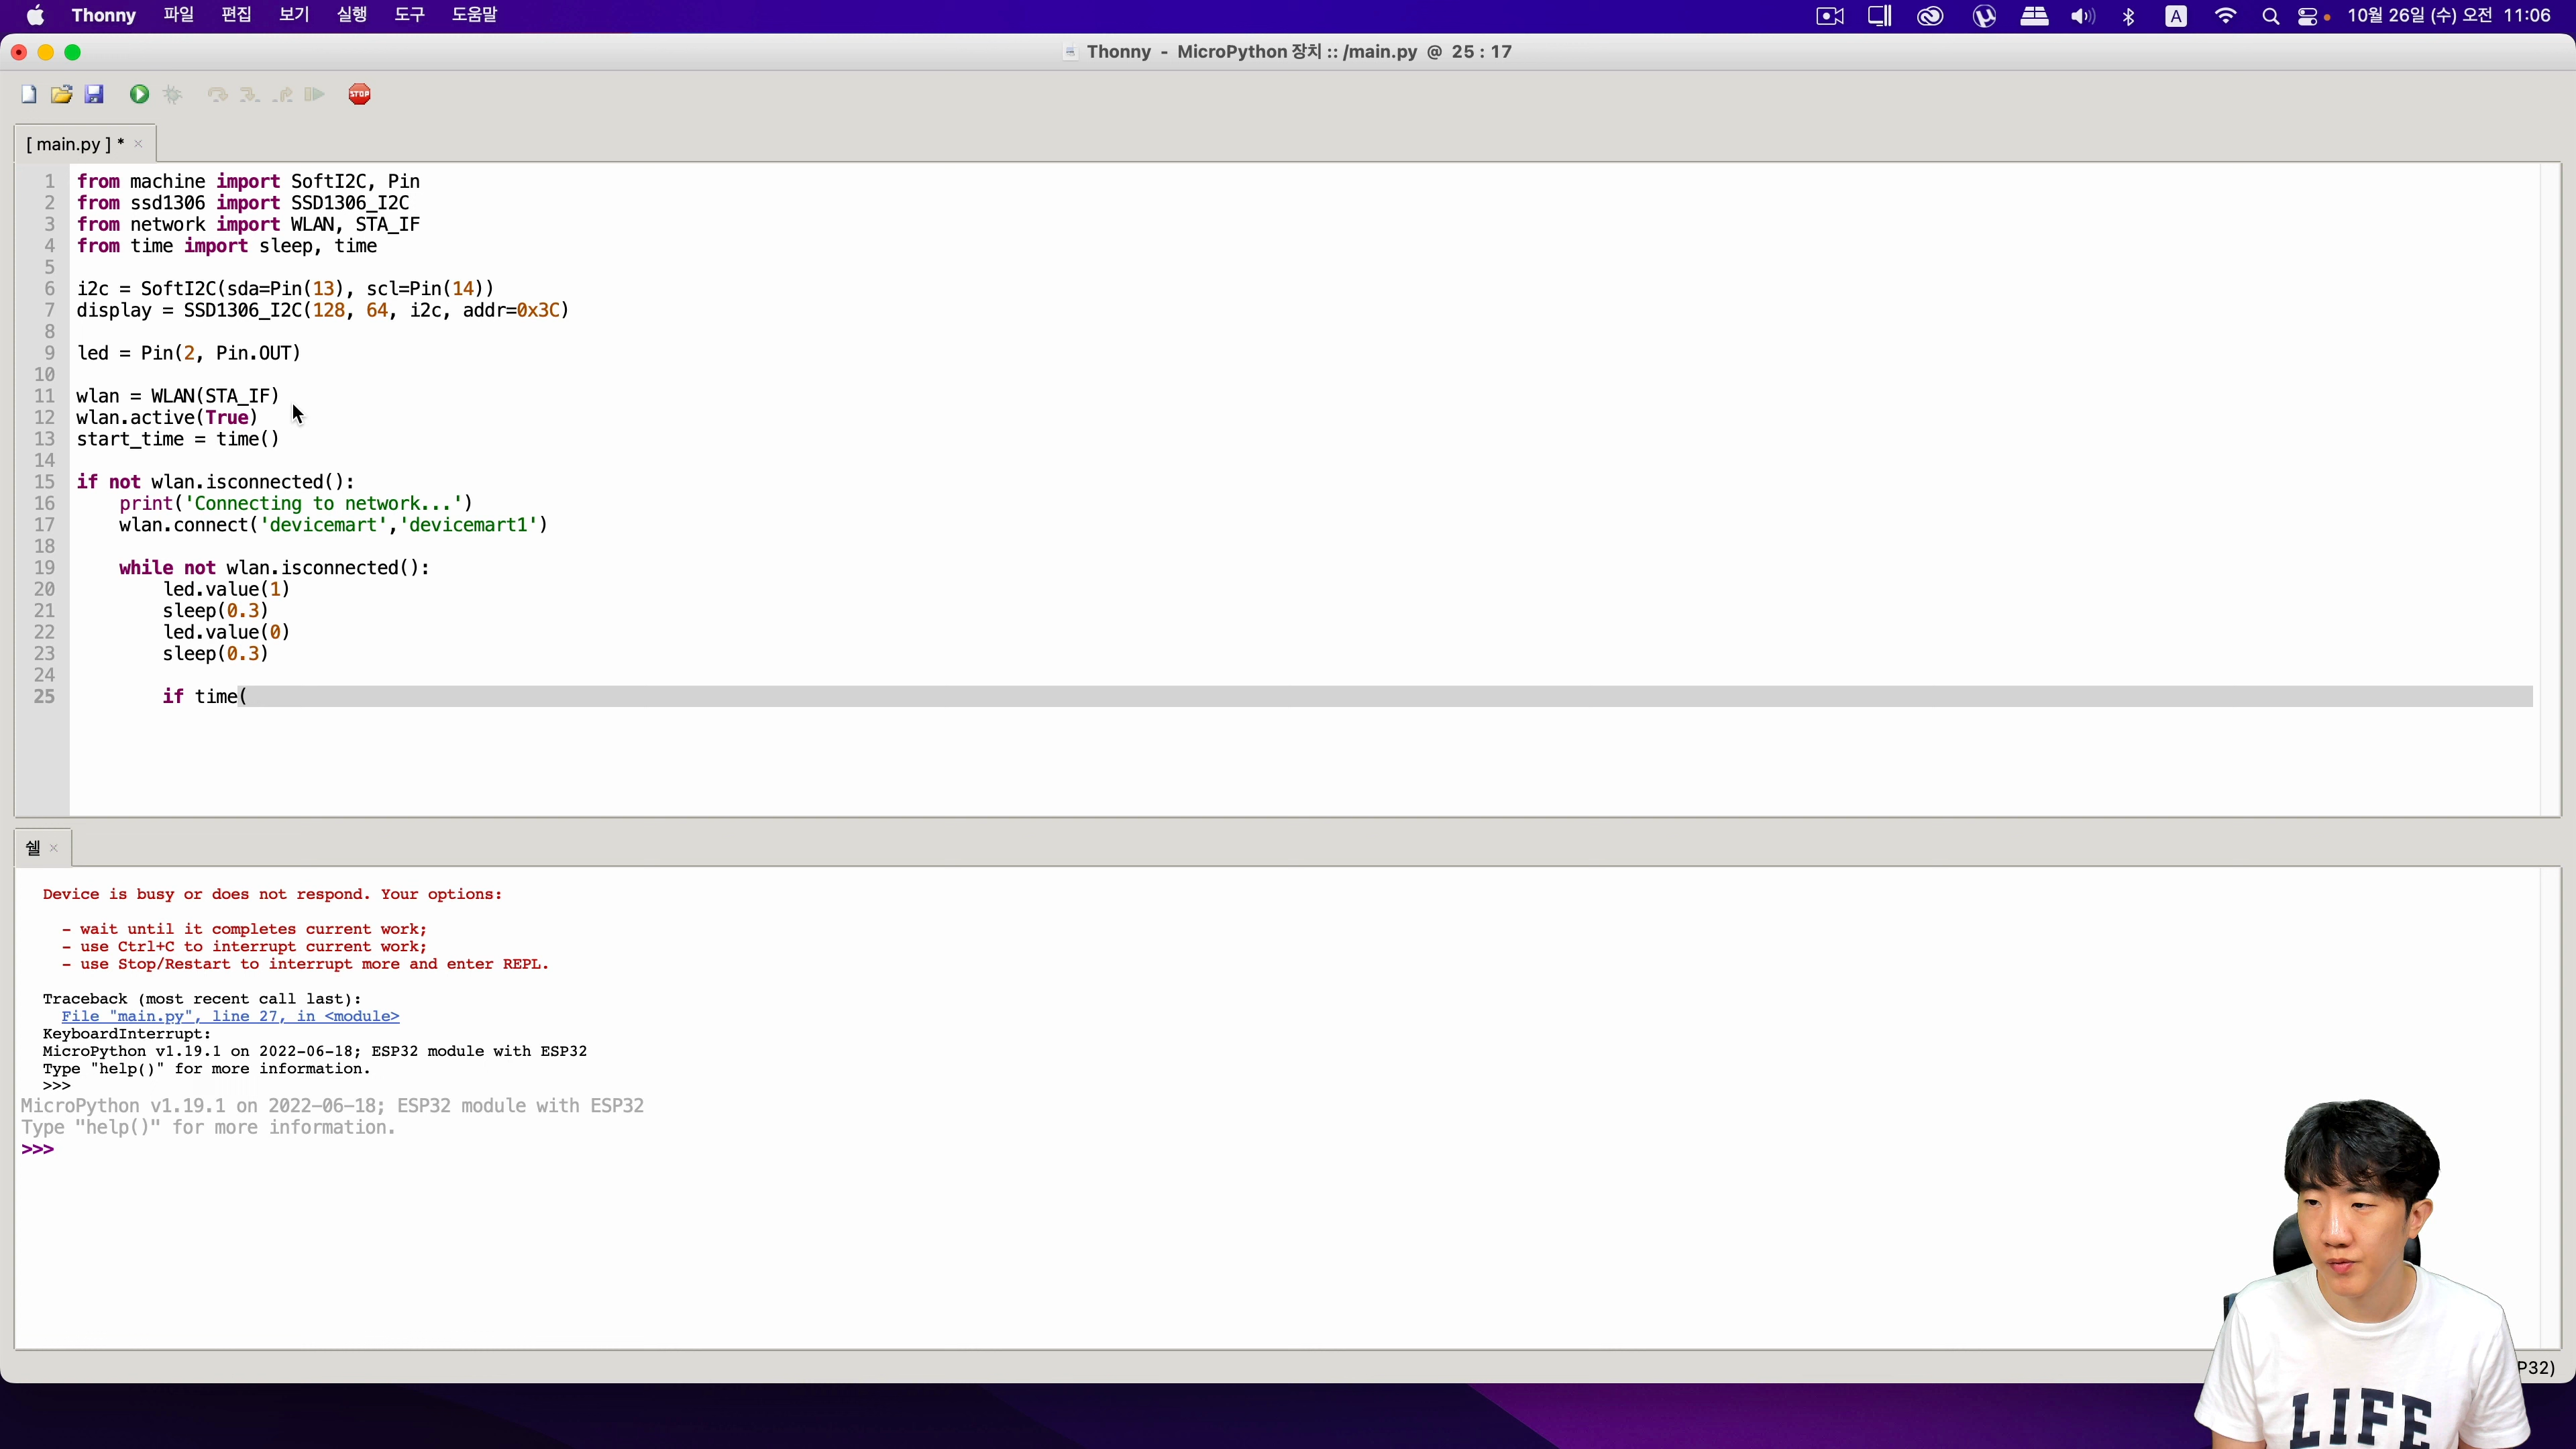 Thonny 파일 편집 보기 실행 도구 도움말 A 10월 26일 (수) 오전 11:06
Thonny - MicroPython 장치 :: /main.py @ 25 : 17
STOP
[ main.py ] * ×
1 from machine import SoftI2C, Pin
2 from ssd1306 import SSD1306_I2C
3 from network import WLAN, STA_IF
4 from time import sleep, time
5
6 i2c = SoftI2C(sda=Pin(13), scl=Pin(14))
7 display = SSD1306_I2C(128, 64, i2c, addr=0x3C)
8
9 led = Pin(2, Pin.OUT)
10
11 wlan = WLAN(STA_IF)
12 wlan.active(True)
13 start_time = time()
14
15 if not wlan.isconnected():
16     print('Connecting to network...')
17     wlan.connect('devicemart','devicemart1')
18
19     while not wlan.isconnected():
20         led.value(1)
21         sleep(0.3)
22         led.value(0)
23         sleep(0.3)
24
25         if time(
쉘 ×
Device is busy or does not respond. Your options:
- wait until it completes current work;
- use Ctrl+C to interrupt current work;
- use Stop/Restart to interrupt more and enter REPL.
Traceback (most recent call last):
File "main.py", line 27, in <module>
KeyboardInterrupt:
MicroPython v1.19.1 on 2022-06-18; ESP32 module with ESP32
Type "help()" for more information.
>>>
MicroPython v1.19.1 on 2022-06-18; ESP32 module with ESP32
Type "help()" for more information.
>>>
P32)
LIFE